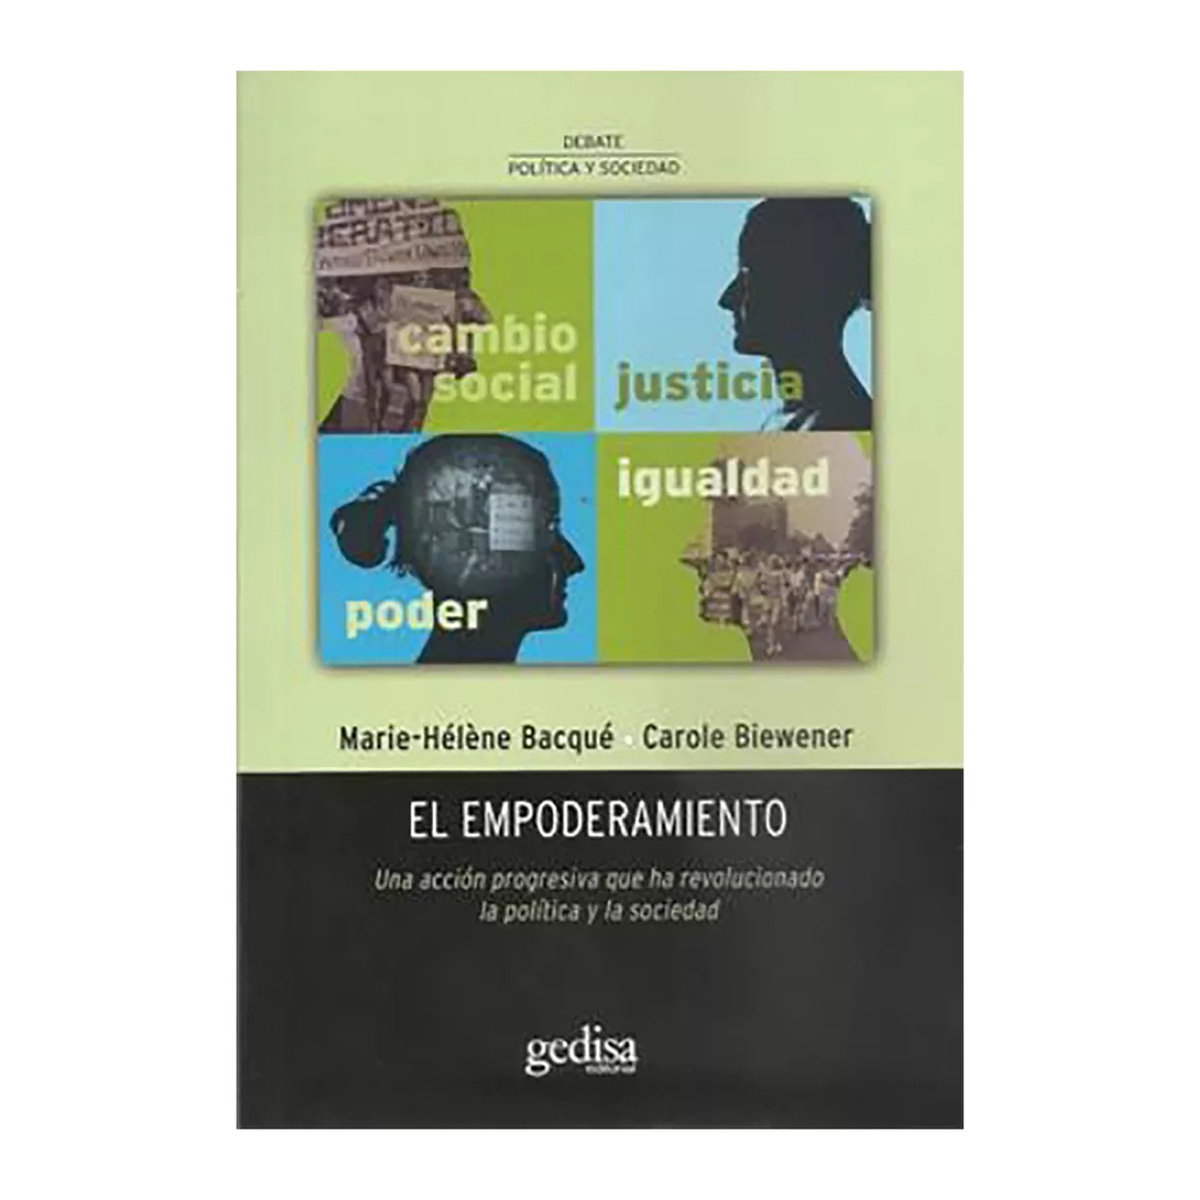 DEBATE
POLÍTICA Y SOCIEDAD
cambio
social
justicia
poder
igualdad
Marie-Hélène Bacqué · Carole Biewener
EL EMPODERAMIENTO
Una acción progresiva que ha revolucionado
la política y la sociedad
gedisa
editorial